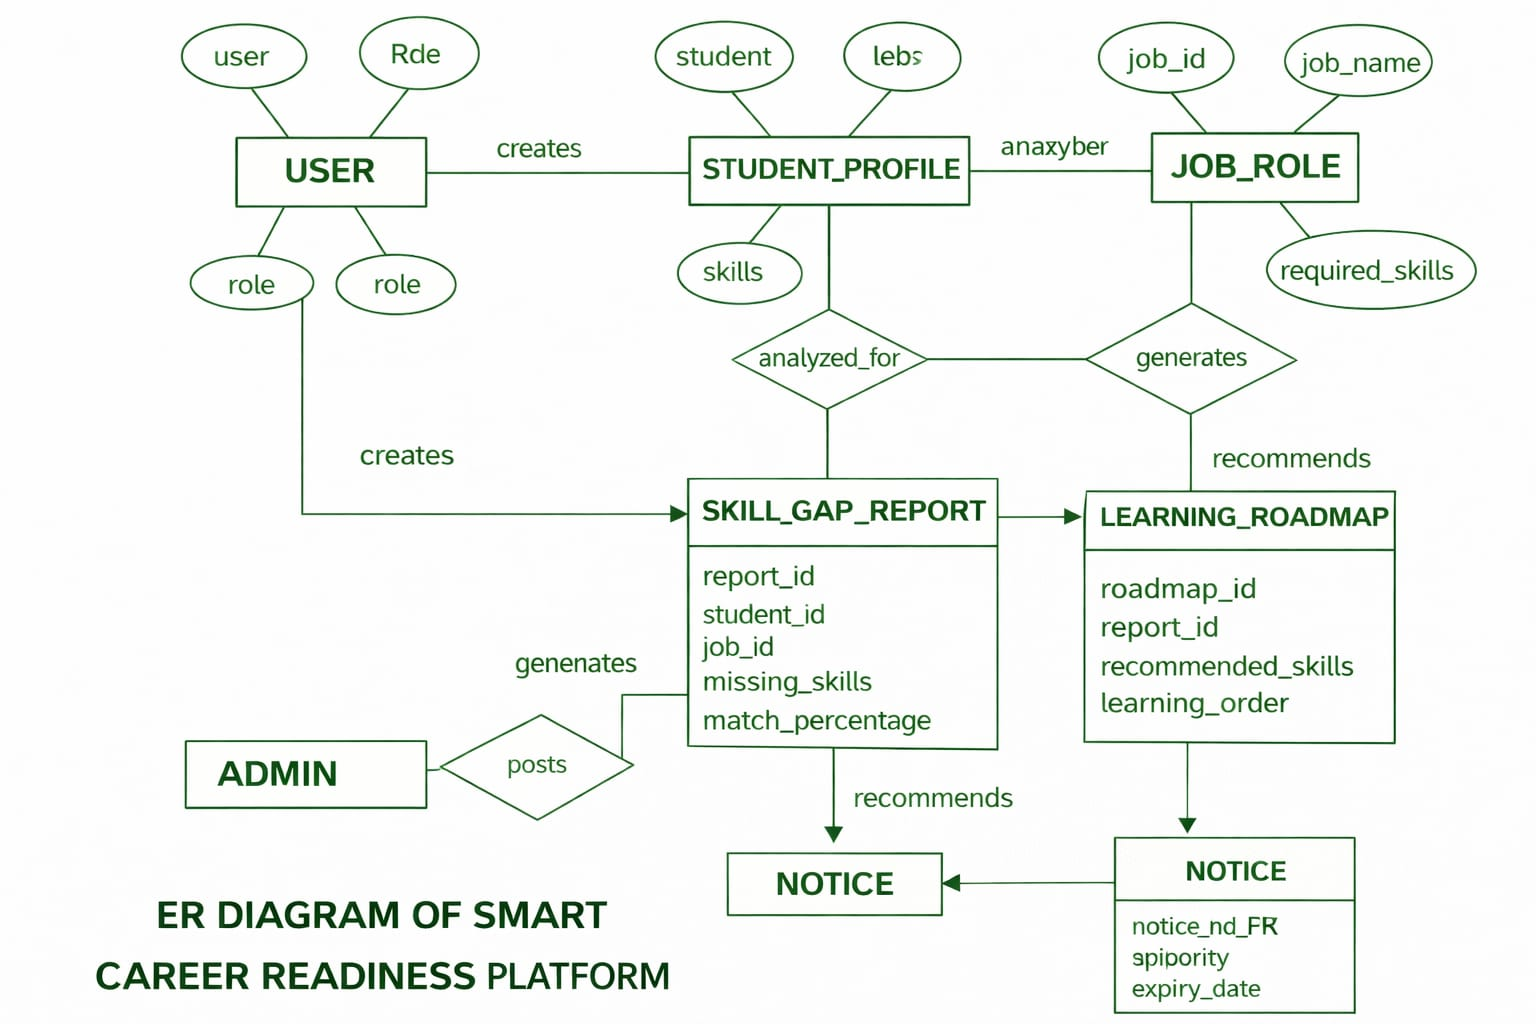 user
Rde
student
lebs
job_id
job_name
USER
creates
STUDENT_PROFILE
anaxyber
JOB_ROLE
role
role
skills
required_skills
analyzed_for
generates
creates
recommends
SKILL_GAP_REPORT
report_id
student_id
job_id
missing_skills
match_percentage
LEARNING_ROADMAP
roadmap_id
report_id
recommended_skills
learning_order
genenates
ADMIN
posts
recommends
NOTICE
NOTICE
notice_nd_FR
spipority
expiry_date
ER DIAGRAM OF SMART
CAREER READINESS PLATFORM